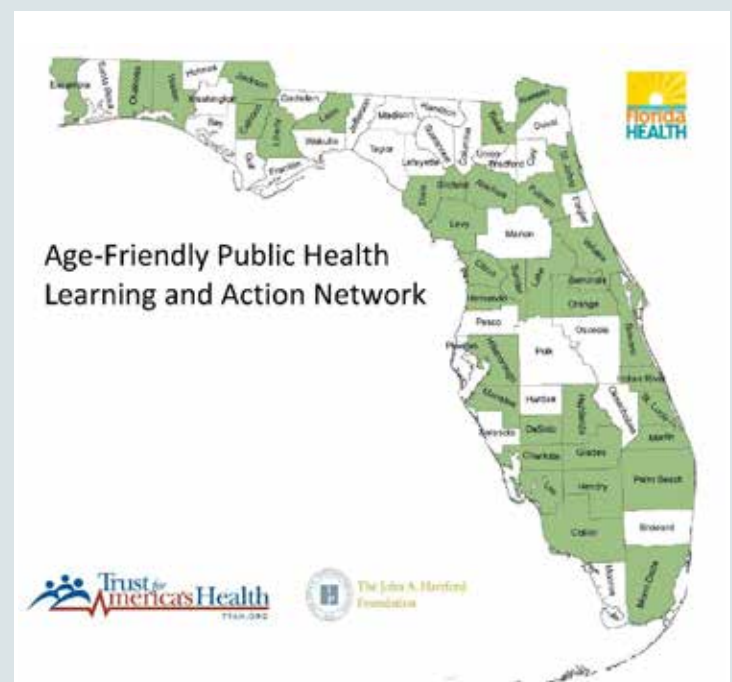 Escambia
Santa Rosa
Okaloosa
Walton
Holmes
Washington
Bay
Jackson
Calhoun
Gulf
Liberty
Gadsden
Franklin
Leon
Wakulla
Jefferson
Madison
Taylor
Hamilton
Suwannee
Lafayette
Columbia
Baker
Union
Bradford
Nassau
Duval
Clay
St. Johns
Florida
HEALTH
Dixie
Gilchrist
Alachua
Putnam
Flagler
Levy
Marion
Volusia
Citrus
Sumter
Lake
Seminole
Hernando
Orange
Pasco
Brevard
Osceola
Pinellas
Hillsborough
Polk
Indian River
Manatee
Hardee
Highlands
Okeechobee
St. Lucie
Sarasota
DeSoto
Martin
Charlotte
Glades
Lee
Hendry
Palm Beach
Collier
Broward
Monroe
Miami-Dade
Age-Friendly Public Health
Learning and Action Network
Trust for
America's Health
TFAH.ORG
The John A. Hartford
Foundation